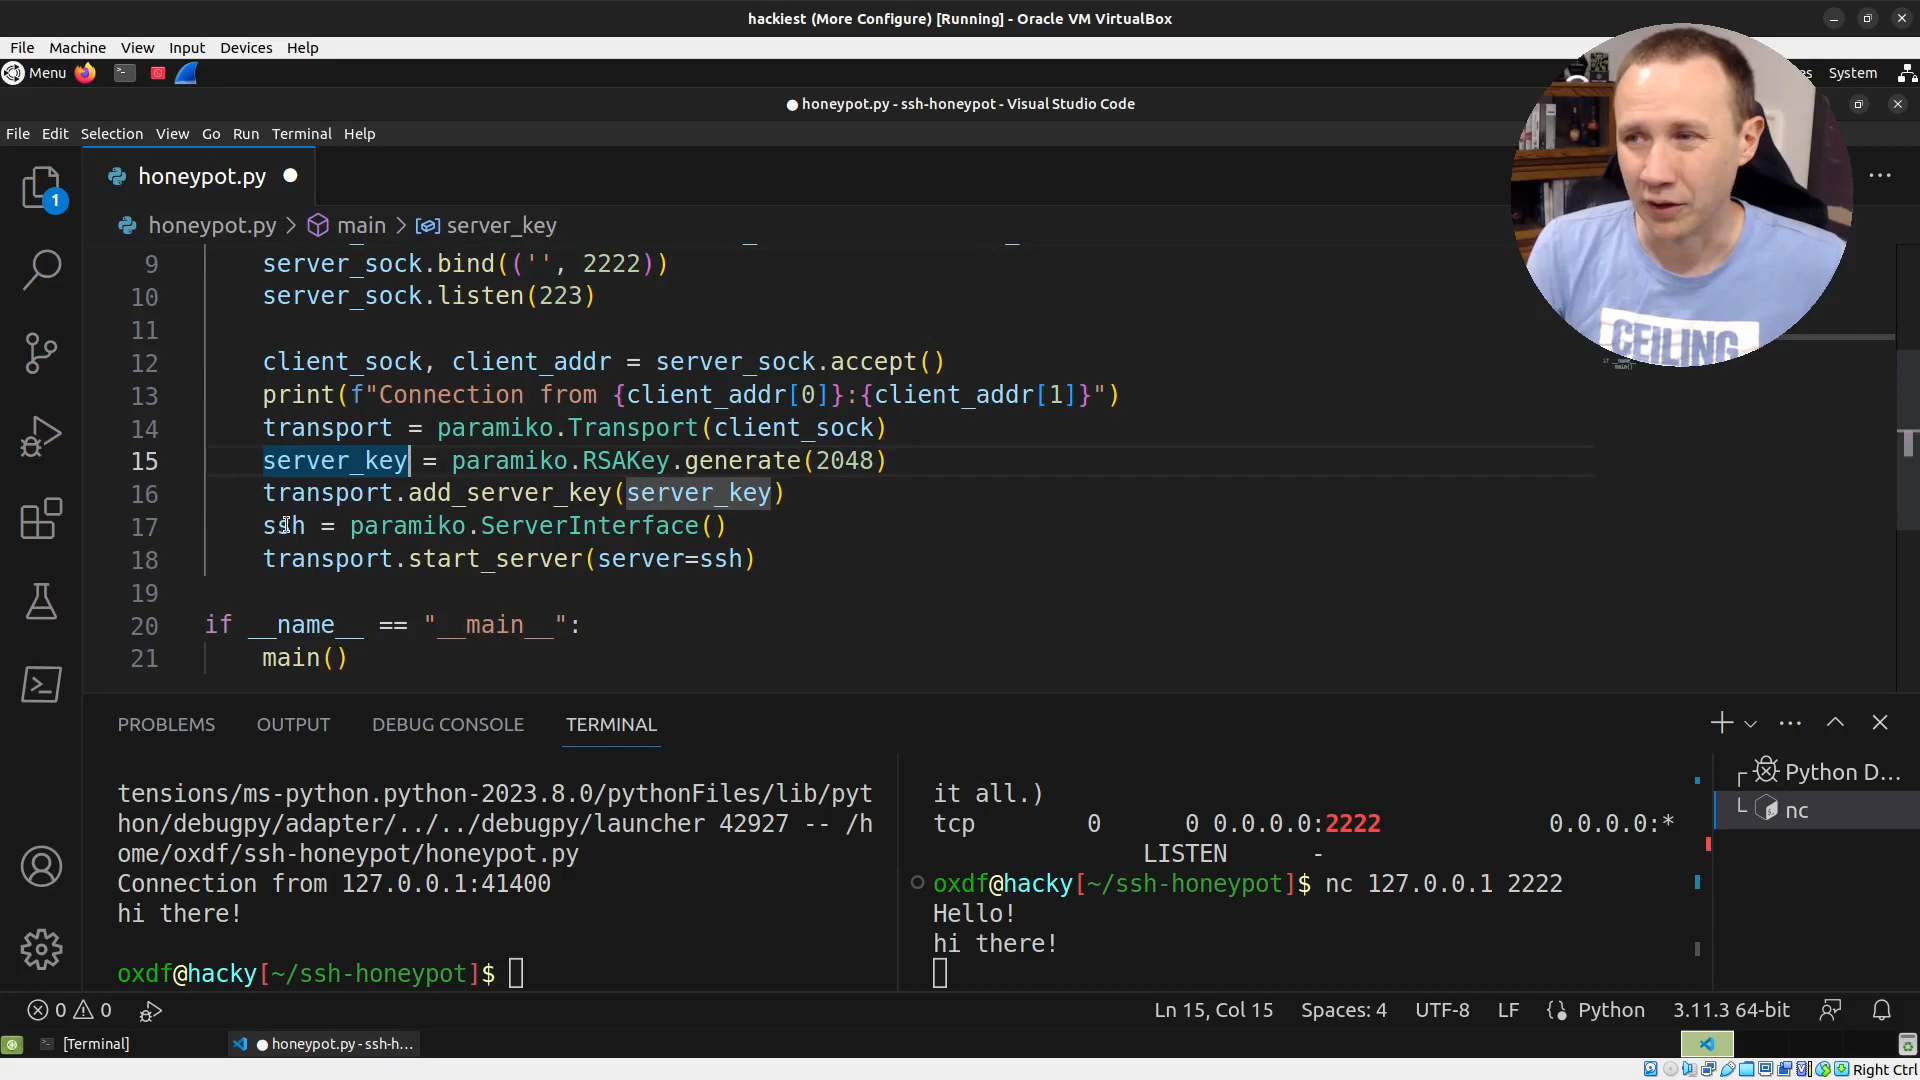 hackiest (More Configure) [Running] - Oracle VM VirtualBox
File Machine View Input Devices Help
Menu
System
● honeypot.py - ssh-honeypot - Visual Studio Code
File Edit Selection View Go Run Terminal Help
honeypot.py
1
honeypot.py > main > server_key
9 server_sock.bind(('', 2222))
10 server_sock.listen(223)
11
12 client_sock, client_addr = server_sock.accept()
13 print(f"Connection from {client_addr[0]}:{client_addr[1]}")
14 transport = paramiko.Transport(client_sock)
15 server_key = paramiko.RSAKey.generate(2048)
16 transport.add_server_key(server_key)
17 ssh = paramiko.ServerInterface()
18 transport.start_server(server=ssh)
19
20 if __name__ == "__main__":
21 main()
CEILING
PROBLEMS OUTPUT DEBUG CONSOLE TERMINAL
tensions/ms-python.python-2023.8.0/pythonFiles/lib/pyt
hon/debugpy/adapter/../../debugpy/launcher 42927 -- /h
ome/oxdf/ssh-honeypot/honeypot.py
Connection from 127.0.0.1:41400
hi there!
oxdf@hacky[~/ssh-honeypot]$
it all.)
tcp 0 0 0.0.0.0:2222 0.0.0.0:*
LISTEN -
oxdf@hacky[~/ssh-honeypot]$ nc 127.0.0.1 2222
Hello!
hi there!
Python D...
nc
0 0
Ln 15, Col 15 Spaces: 4 UTF-8 LF Python 3.11.3 64-bit
[Terminal]
● honeypot.py - ssh-h...
Right Ctrl